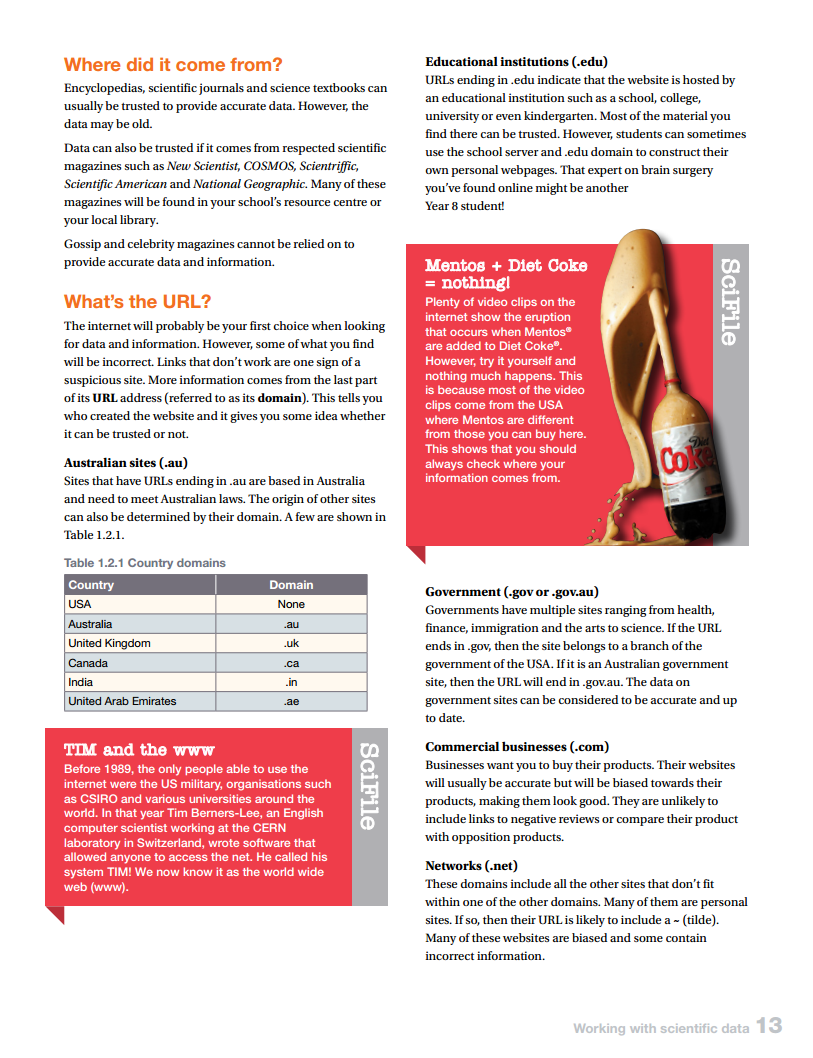 Where did it come from?
Encyclopedias, scientific journals and science textbooks can
usually be trusted to provide accurate data. However, the
data may be old.
Data can also be trusted if it comes from respected scientific
magazines such as New Scientist, COSMOS, Scientriffic,
Scientific American and National Geographic. Many of these
magazines will be found in your school's resource centre or
your local library.
Gossip and celebrity magazines cannot be relied on to
provide accurate data and information.
What's the URL?
The internet will probably be your first choice when looking
for data and information. However, some of what you find
will be incorrect. Links that don't work are one sign of a
suspicious site. More information comes from the last part
of its URL address (referred to as its domain). This tells you
who created the website and it gives you some idea whether
it can be trusted or not.
Australian sites (.au)
Sites that have URLs ending in .au are based in Australia
and need to meet Australian laws. The origin of other sites
can also be determined by their domain. A few are shown in
Table 1.2.1.
Table 1.2.1 Country domains
Country Domain
USA None
Australia .au
United Kingdom .uk
Canada .ca
India .in
United Arab Emirates .ae
TIM and the www
Before 1989, the only people able to use the
internet were the US military, organisations such
as CSIRO and various universities around the
world. In that year Tim Berners-Lee, an English
computer scientist working at the CERN
laboratory in Switzerland, wrote software that
allowed anyone to access the net. He called his
system TIM! We now know it as the world wide
web (www).
SciFile
Educational institutions (.edu)
URLs ending in .edu indicate that the website is hosted by
an educational institution such as a school, college,
university or even kindergarten. Most of the material you
find there can be trusted. However, students can sometimes
use the school server and .edu domain to construct their
own personal webpages. That expert on brain surgery
you've found online might be another
Year 8 student!
Mentos + Diet Coke
= nothing!
Plenty of video clips on the
internet show the eruption
that occurs when Mentos®
are added to Diet Coke®.
However, try it yourself and
nothing much happens. This
is because most of the video
clips come from the USA
where Mentos are different
from those you can buy here.
This shows that you should
always check where your
information comes from.
SciFile
Diet
Coke
Government (.gov or .gov.au)
Governments have multiple sites ranging from health,
finance, immigration and the arts to science. If the URL
ends in .gov, then the site belongs to a branch of the
government of the USA. If it is an Australian government
site, then the URL will end in .gov.au. The data on
government sites can be considered to be accurate and up
to date.
Commercial businesses (.com)
Businesses want you to buy their products. Their websites
will usually be accurate but will be biased towards their
products, making them look good. They are unlikely to
include links to negative reviews or compare their product
with opposition products.
Networks (.net)
These domains include all the other sites that don't fit
within one of the other domains. Many of them are personal
sites. If so, then their URL is likely to include a ~ (tilde).
Many of these websites are biased and some contain
incorrect information.
Working with scientific data 13